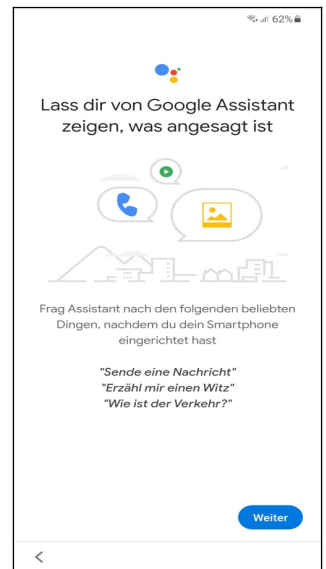 62%
Lass dir von Google Assistant
zeigen, was angesagt ist
Frag Assistant nach den folgenden beliebten
Dingen, nachdem du dein Smartphone
eingerichtet hast
"Sende eine Nachricht"
"Erzähl mir einen Witz"
"Wie ist der Verkehr?"
Weiter